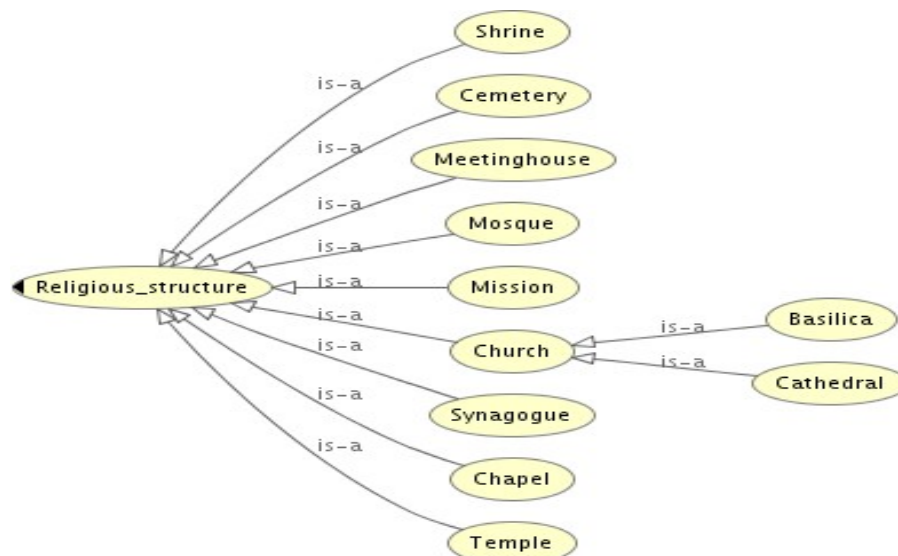 Shrine
is-a
Cemetery
is-a
Meetinghouse
is-a
Mosque
is-a
Religious_structure
is-a
Mission
is-a
Church
is-a
Basilica
is-a
Cathedral
is-a
Synagogue
is-a
Chapel
is-a
Temple